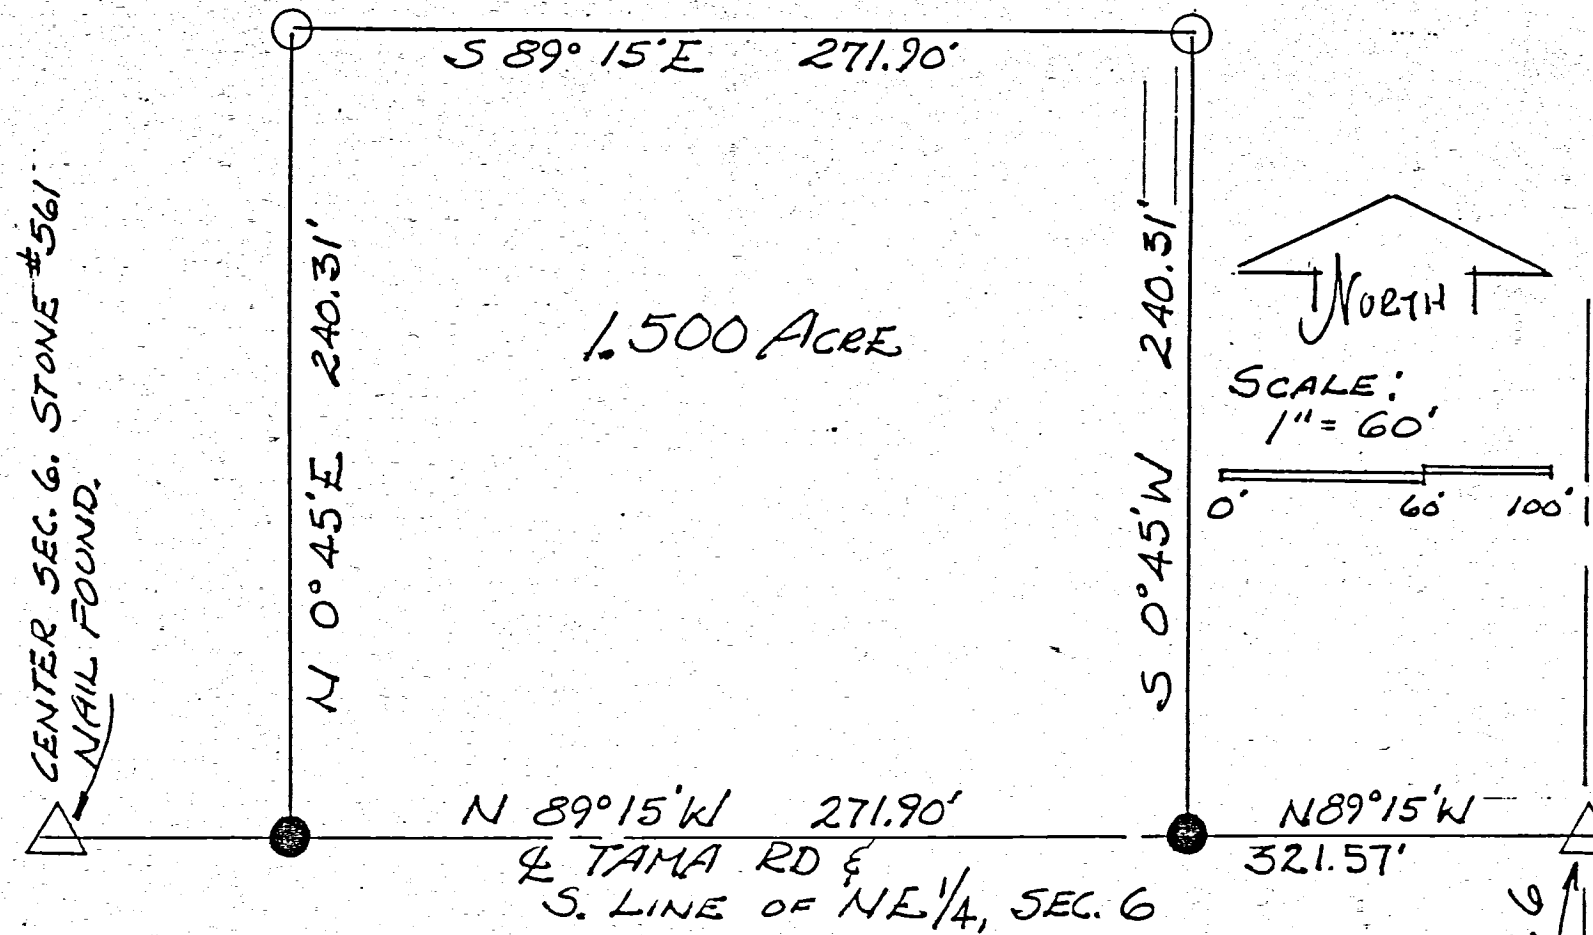 S 89° 15' E 271.90'
CENTER SEC. 6. STONE #561
NAIL FOUND.
N 0° 45' E 240.31'
1.500 ACRE
S 0° 45' W 240.31'
NORTH
SCALE:
1" = 60'
0' 60' 100'
N 89° 15' W 271.90'
℄ TAMA RD &
S. LINE OF NE 1/4, SEC. 6
N 89° 15' W
321.57'